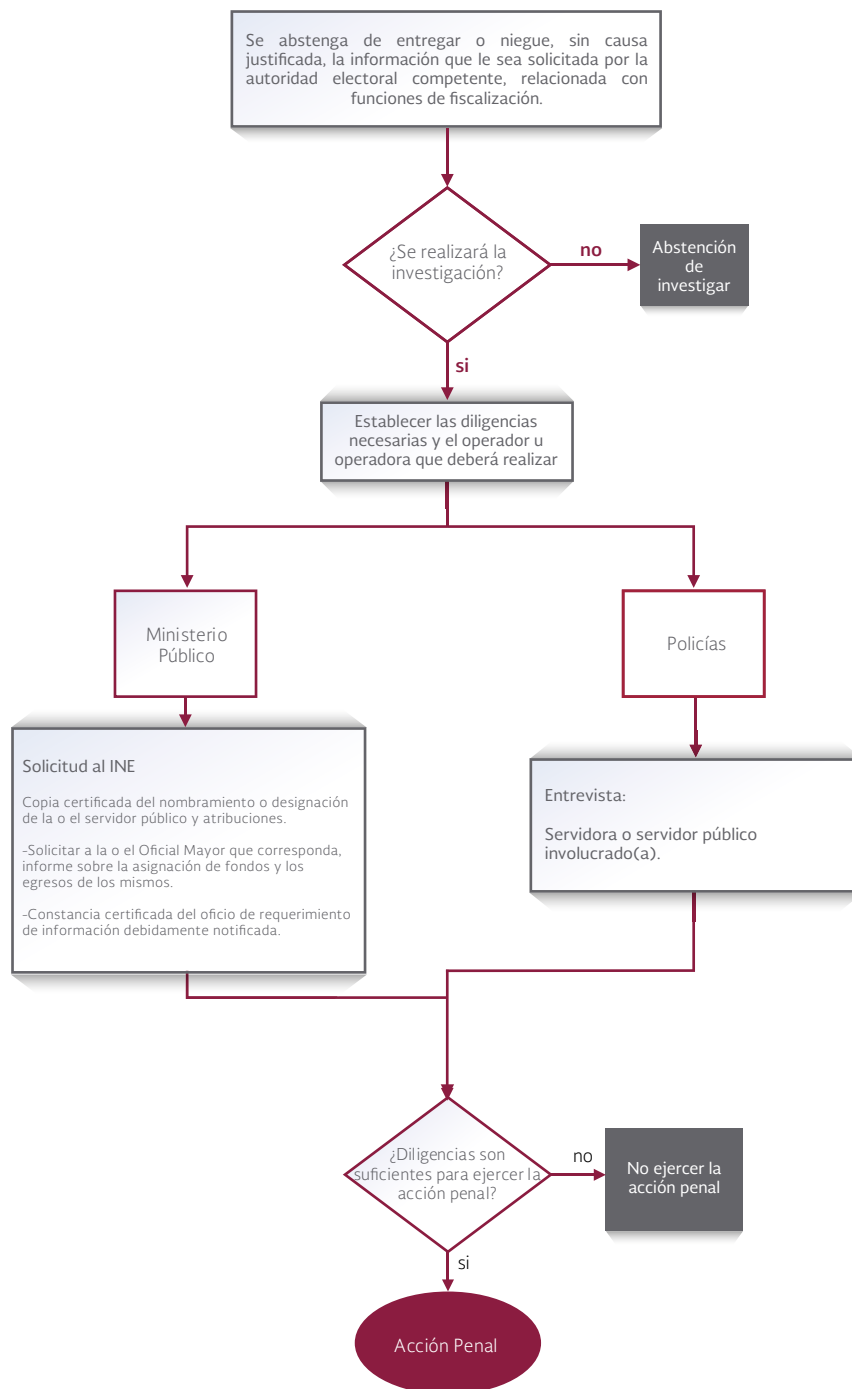 Se abstenga de entregar o niegue, sin causa
justificada, la información que le sea solicitada por la
autoridad electoral competente, relacionada con
funciones de fiscalización.
¿Se realizará la
investigación?
no
Abstención
de
investigar
si
Establecer las diligencias
necesarias y el operador u
operadora que deberá realizar
Ministerio
Público
Policías
Solicitud al INE
Copia certificada del nombramiento o designación
de la o el servidor público y atribuciones.
-Solicitar a la o el Oficial Mayor que corresponda,
informe sobre la asignación de fondos y los
egresos de los mismos.
-Constancia certificada del oficio de requerimiento
de información debidamente notificada.
Entrevista:
Servidora o servidor público
involucrado(a).
¿Diligencias son
suficientes para ejercer la
acción penal?
no
No ejercer la
acción penal
si
Acción Penal